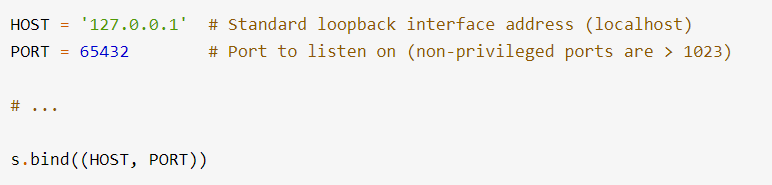 HOST = '127.0.0.1'  # Standard loopback interface address (localhost)
PORT = 65432        # Port to listen on (non-privileged ports are > 1023)
# ...
s.bind((HOST, PORT))